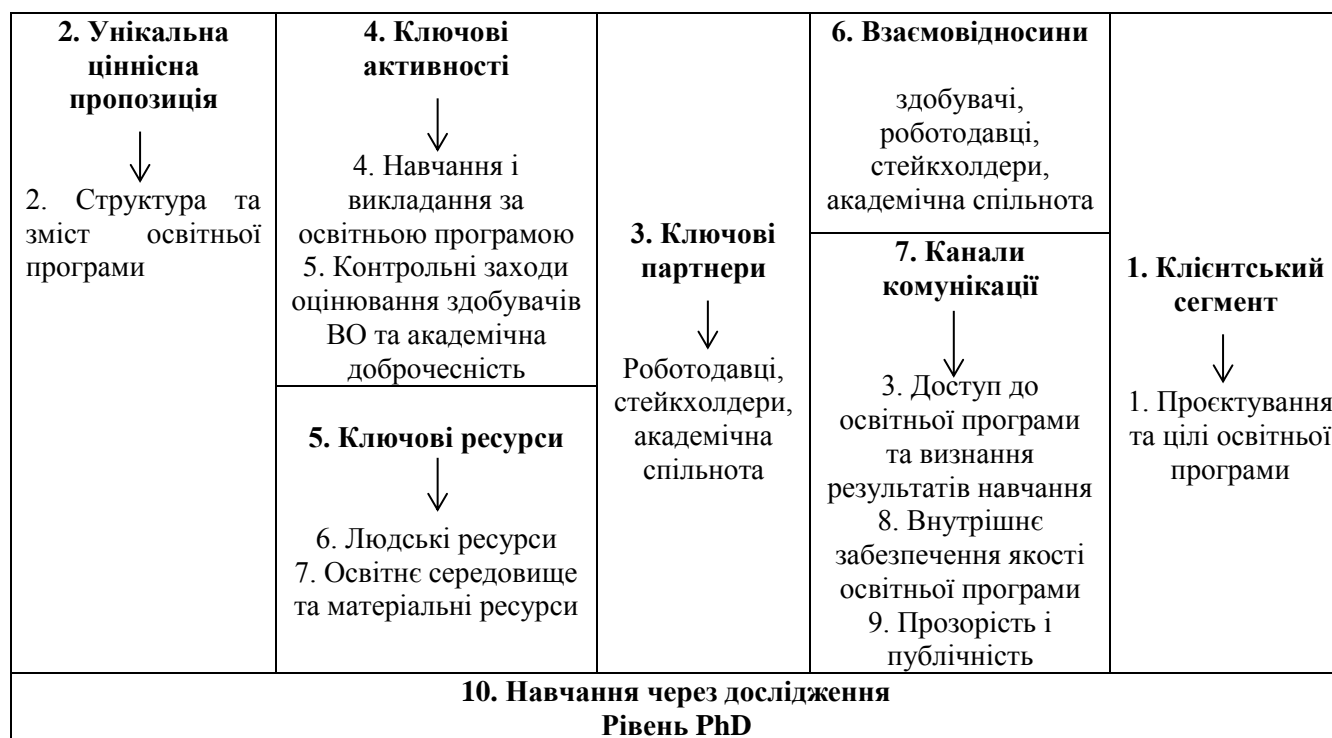 2. Унікальна
ціннісна
пропозиція
2. Структура та
зміст освітньої
програми
4. Ключові
активності
4. Навчання і
викладання за
освітньою програмою
5. Контрольні заходи
оцінювання здобувачів
ВО та академічна
доброчесність
5. Ключові ресурси
6. Людські ресурси
7. Освітнє середовище
та матеріальні ресурси
3. Ключові
партнери
Роботодавці,
стейкхолдери,
академічна
спільнота
6. Взаємовідносини
здобувачі,
роботодавці,
стейкхолдери,
академічна спільнота
7. Канали
комунікації
3. Доступ до
освітньої програми
та визнання
результатів навчання
8. Внутрішнє
забезпечення якості
освітньої програми
9. Прозорість і
публічність
1. Клієнтський
сегмент
1. Проєктування
та цілі освітньої
програми
10. Навчання через дослідження
Рівень PhD